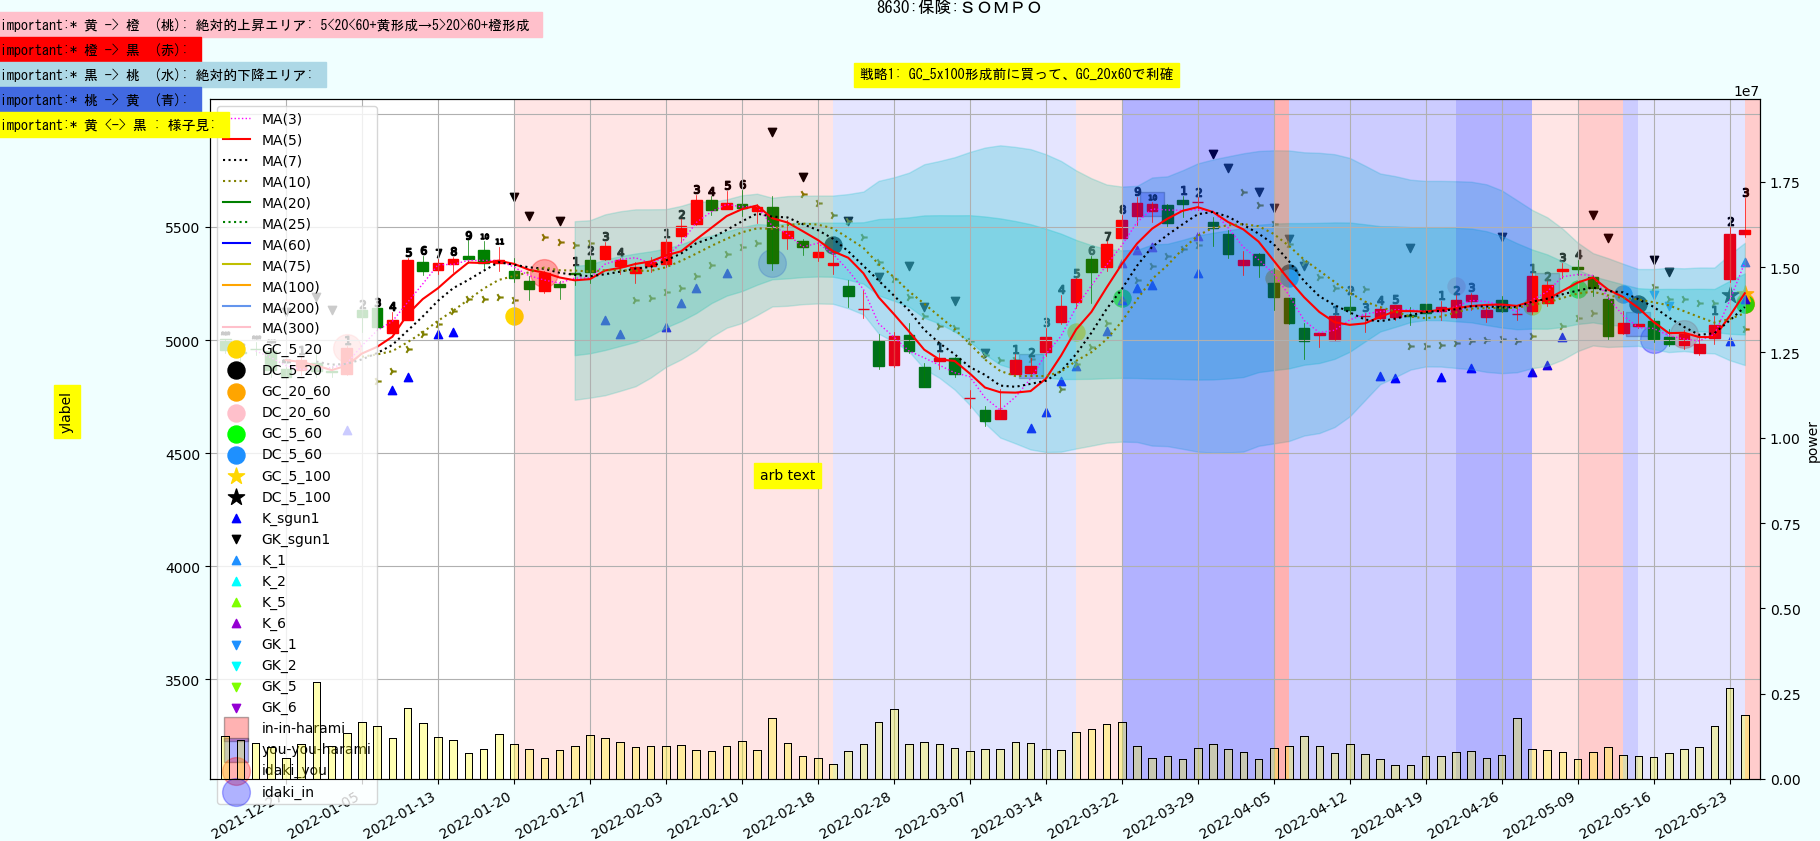 8630:保険:ＳＯＭＰＯ
important:* 黄 -> 橙 (桃): 絶対的上昇エリア: 5<20<60+黄形成→5>20>60+橙形成
important:* 橙 -> 黒 (赤):
important:* 黒 -> 桃 (水): 絶対的下降エリア:
戦略1: GC_5x100形成前に買って、GC_20x60で利確
important:* 桃 -> 黄 (青):
important:* 黄 <-> 黒 : 様子見:
1e7
MA(3)
MA(5)
MA(7)
MA(10)
MA(20)
MA(25)
MA(60)
MA(75)
MA(100)
MA(200)
MA(300)
GC_5_20
DC_5_20
GC_20_60
DC_20_60
GC_5_60
DC_5_60
GC_5_100
DC_5_100
K_sgun1
GK_sgun1
K_1
K_2
K_5
K_6
GK_1
GK_2
GK_5
GK_6
in-in-harami
you-you-harami
idaki_you
idaki_in
5500
5000
4500
4000
3500
ylabel
arb text
1.75
1.50
1.25
1.00
0.75
0.50
0.25
0.00
power
2021-12-27
2022-01-05
2022-01-13
2022-01-20
2022-01-27
2022-02-03
2022-02-10
2022-02-18
2022-02-28
2022-03-07
2022-03-14
2022-03-22
2022-03-29
2022-04-05
2022-04-12
2022-04-19
2022-04-26
2022-05-09
2022-05-16
2022-05-23